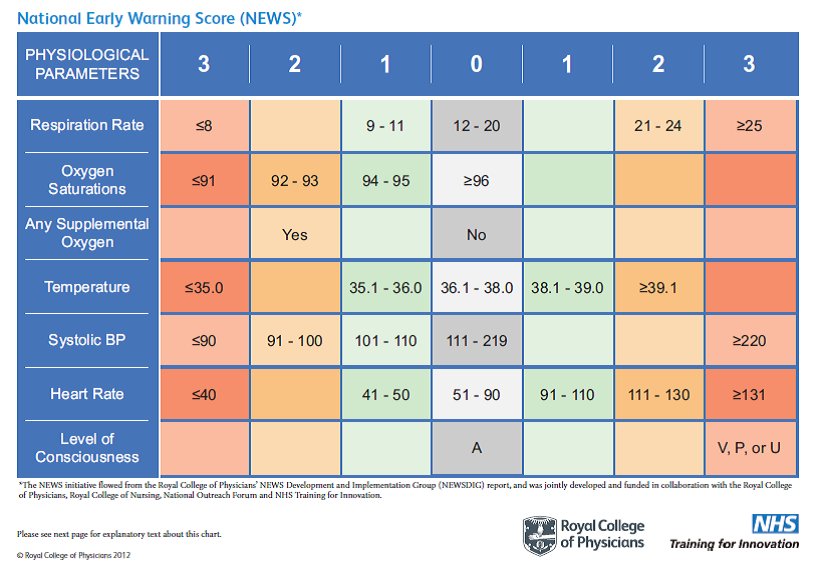 National Early Warning Score (NEWS)*
PHYSIOLOGICAL
PARAMETERS
3 2 1 0 1 2 3
Respiration Rate ≤8 9 - 11 12 - 20 21 - 24 ≥25
Oxygen
Saturations ≤91 92 - 93 94 - 95 ≥96
Any Supplemental
Oxygen Yes No
Temperature ≤35.0 35.1 - 36.0 36.1 - 38.0 38.1 - 39.0 ≥39.1
Systolic BP ≤90 91 - 100 101 - 110 111 - 219 ≥220
Heart Rate ≤40 41 - 50 51 - 90 91 - 110 111 - 130 ≥131
Level of
Consciousness A V, P, or U
*The NEWS initiative flowed from the Royal College of Physicians' NEWS Development and Implementation Group (NEWSDIG) report, and was jointly developed and funded in collaboration with the Royal College
of Physicians, Royal College of Nursing, National Outreach Forum and NHS Training for Innovation.
Please see next page for explanatory text about this chart.
© Royal College of Physicians 2012
Royal College
of Physicians
NHS
Training for Innovation